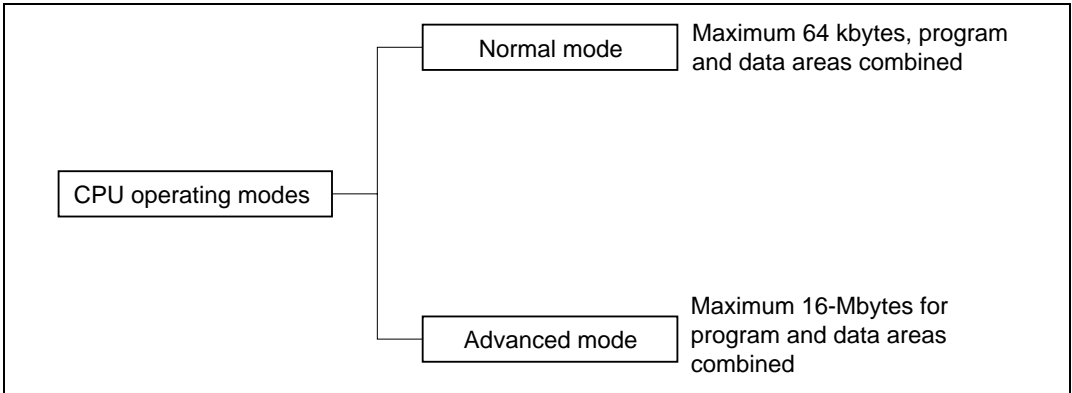 Normal mode
Maximum 64 kbytes, program
and data areas combined
CPU operating modes
Advanced mode
Maximum 16-Mbytes for
program and data areas
combined